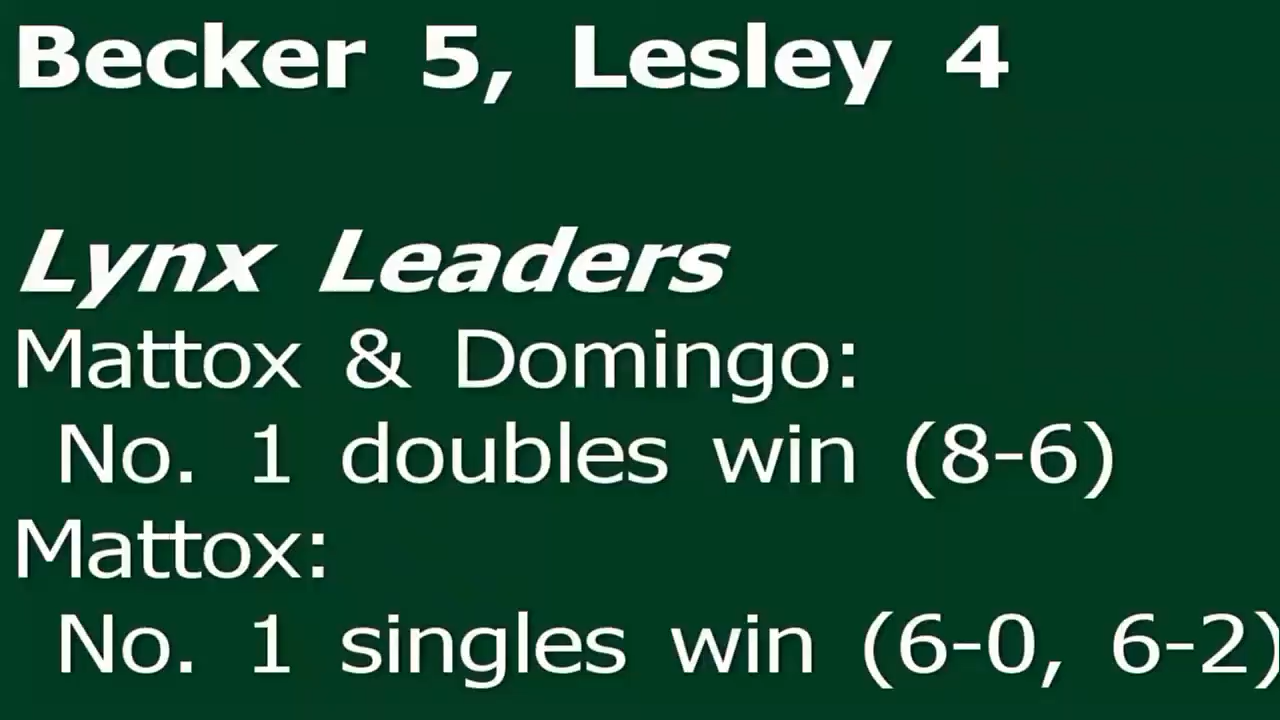 Becker 5, Lesley 4
Lynx Leaders
Mattox & Domingo:
No. 1 doubles win (8-6)
Mattox:
No. 1 singles win (6-0, 6-2)